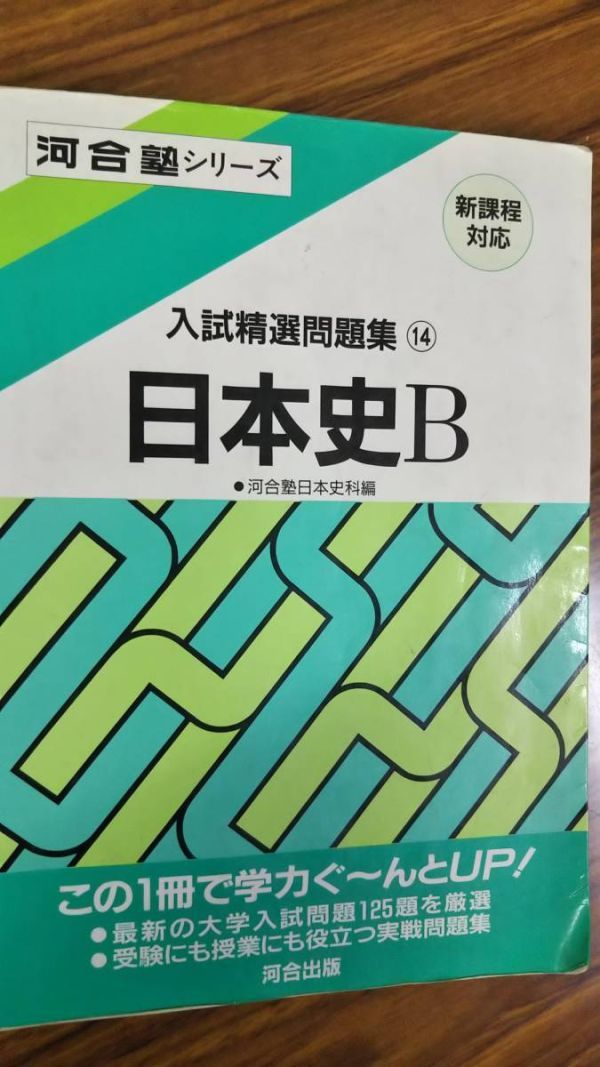 河合塾シリーズ
新課程
対応
入試精選問題集⑭
日本史B
●河合塾日本史科編
この1冊で学力ぐ～んとUP!
●最新の大学入試問題125題を厳選
●受験にも授業にも役立つ実戦問題集
河合出版